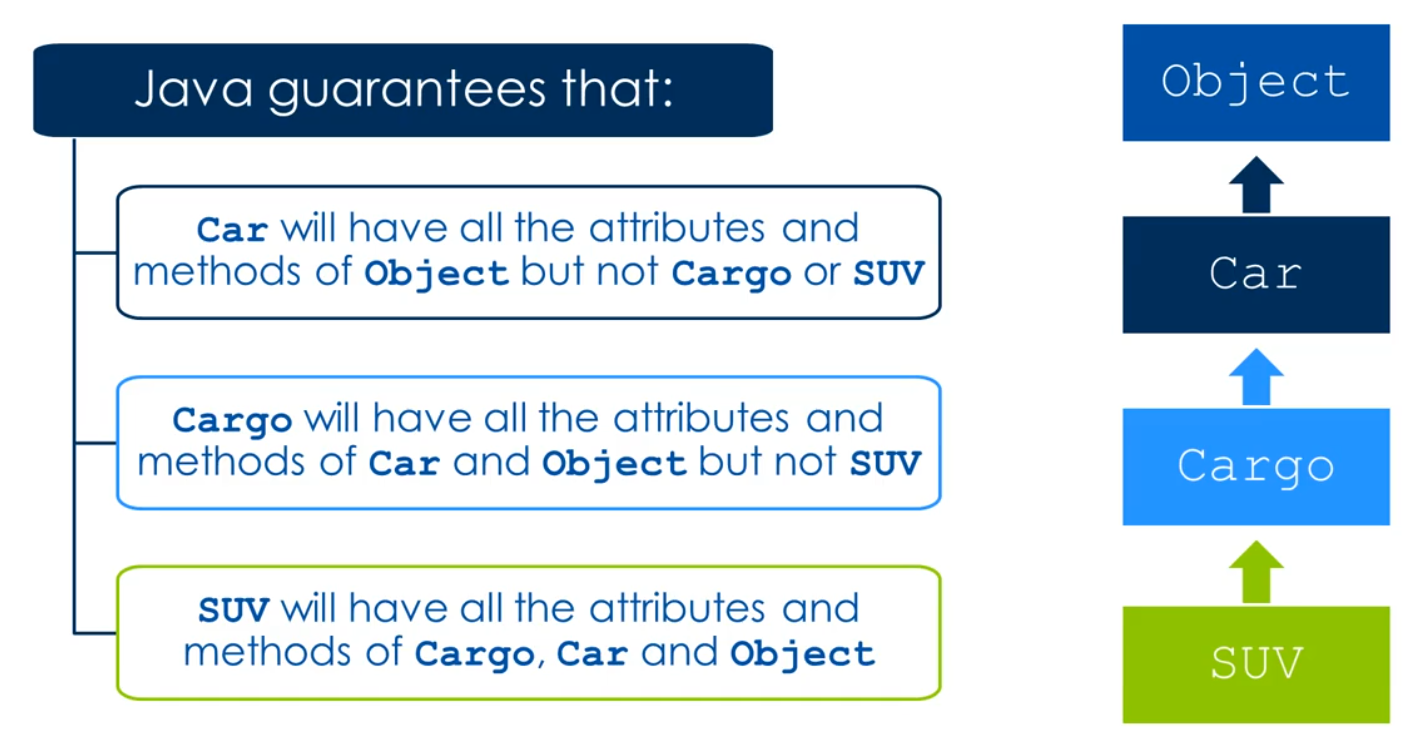 Java guarantees that:
Car will have all the attributes and
methods of Object but not Cargo or SUV
Cargo will have all the attributes and
methods of Car and Object but not SUV
SUV will have all the attributes and
methods of Cargo, Car and Object
Object
Car
Cargo
SUV